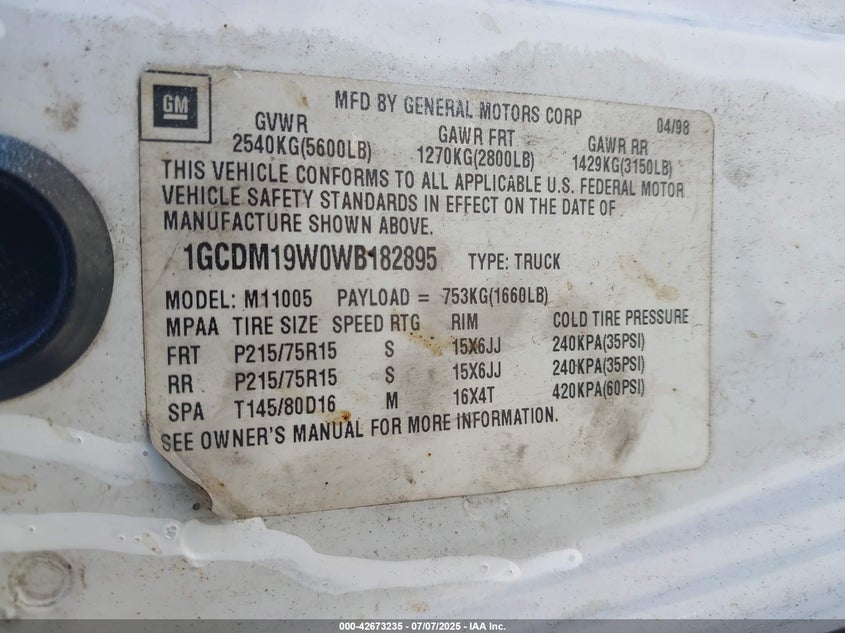 GM
MFD BY GENERAL MOTORS CORP 04/98
GVWR GAWR FRT GAWR RR
2540KG(5600LB) 1270KG(2800LB) 1429KG(3150LB)
THIS VEHICLE CONFORMS TO ALL APPLICABLE U.S. FEDERAL MOTOR
VEHICLE SAFETY STANDARDS IN EFFECT ON THE DATE OF
MANUFACTURE SHOWN ABOVE.
1GCDM19W0WB182895 TYPE: TRUCK
MODEL: M11005 PAYLOAD = 753KG(1660LB)
MPAA TIRE SIZE SPEED RTG RIM COLD TIRE PRESSURE
FRT P215/75R15 S 15X6JJ 240KPA(35PSI)
RR P215/75R15 S 15X6JJ 240KPA(35PSI)
SPA T145/80D16 M 16X4T 420KPA(60PSI)
SEE OWNER'S MANUAL FOR MORE INFORMATION.
000-42673235 - 07/07/2025 - IAA Inc.